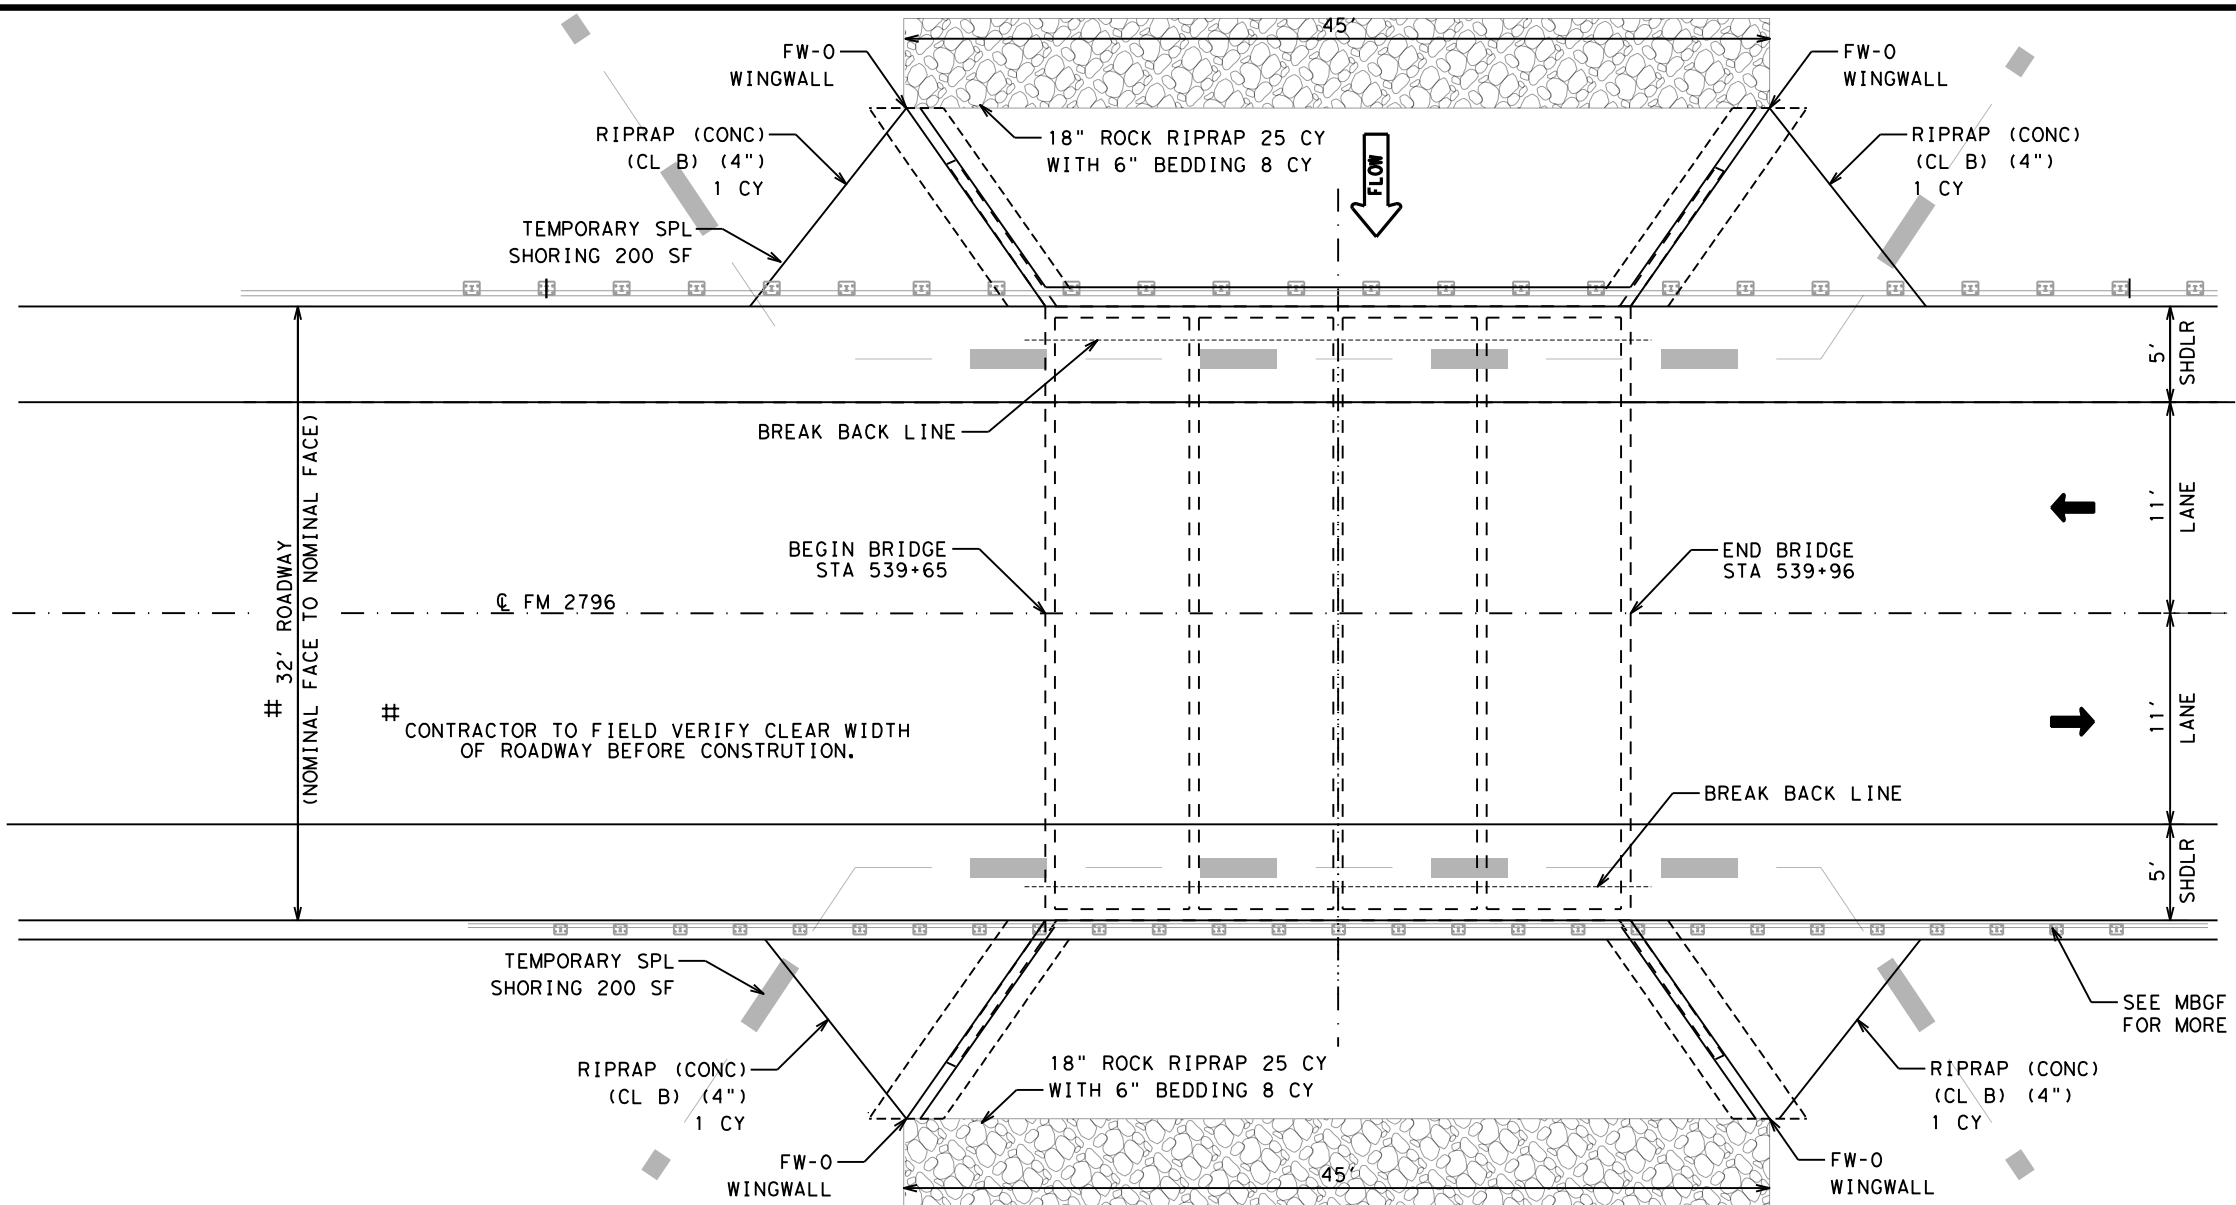 45'
FW-0
WINGWALL
FW-0
WINGWALL
RIPRAP (CONC)
(CL B) (4")
1 CY
18" ROCK RIPRAP 25 CY
WITH 6" BEDDING 8 CY
FLOW
RIPRAP (CONC)
(CL B) (4")
1 CY
TEMPORARY SPL
SHORING 200 SF
5'
SHDLR
BREAK BACK LINE
11'
LANE
BEGIN BRIDGE
STA 539+65
END BRIDGE
STA 539+96
℄ FM 2796
# 32' ROADWAY
(NOMINAL FACE TO NOMINAL FACE)
#
CONTRACTOR TO FIELD VERIFY CLEAR WIDTH
OF ROADWAY BEFORE CONSTRUTION.
11'
LANE
BREAK BACK LINE
5'
SHDLR
TEMPORARY SPL
SHORING 200 SF
SEE MBGF
FOR MORE
RIPRAP (CONC)
(CL B) (4")
1 CY
18" ROCK RIPRAP 25 CY
WITH 6" BEDDING 8 CY
RIPRAP (CONC)
(CL B) (4")
1 CY
FW-0
WINGWALL
45'
FW-0
WINGWALL